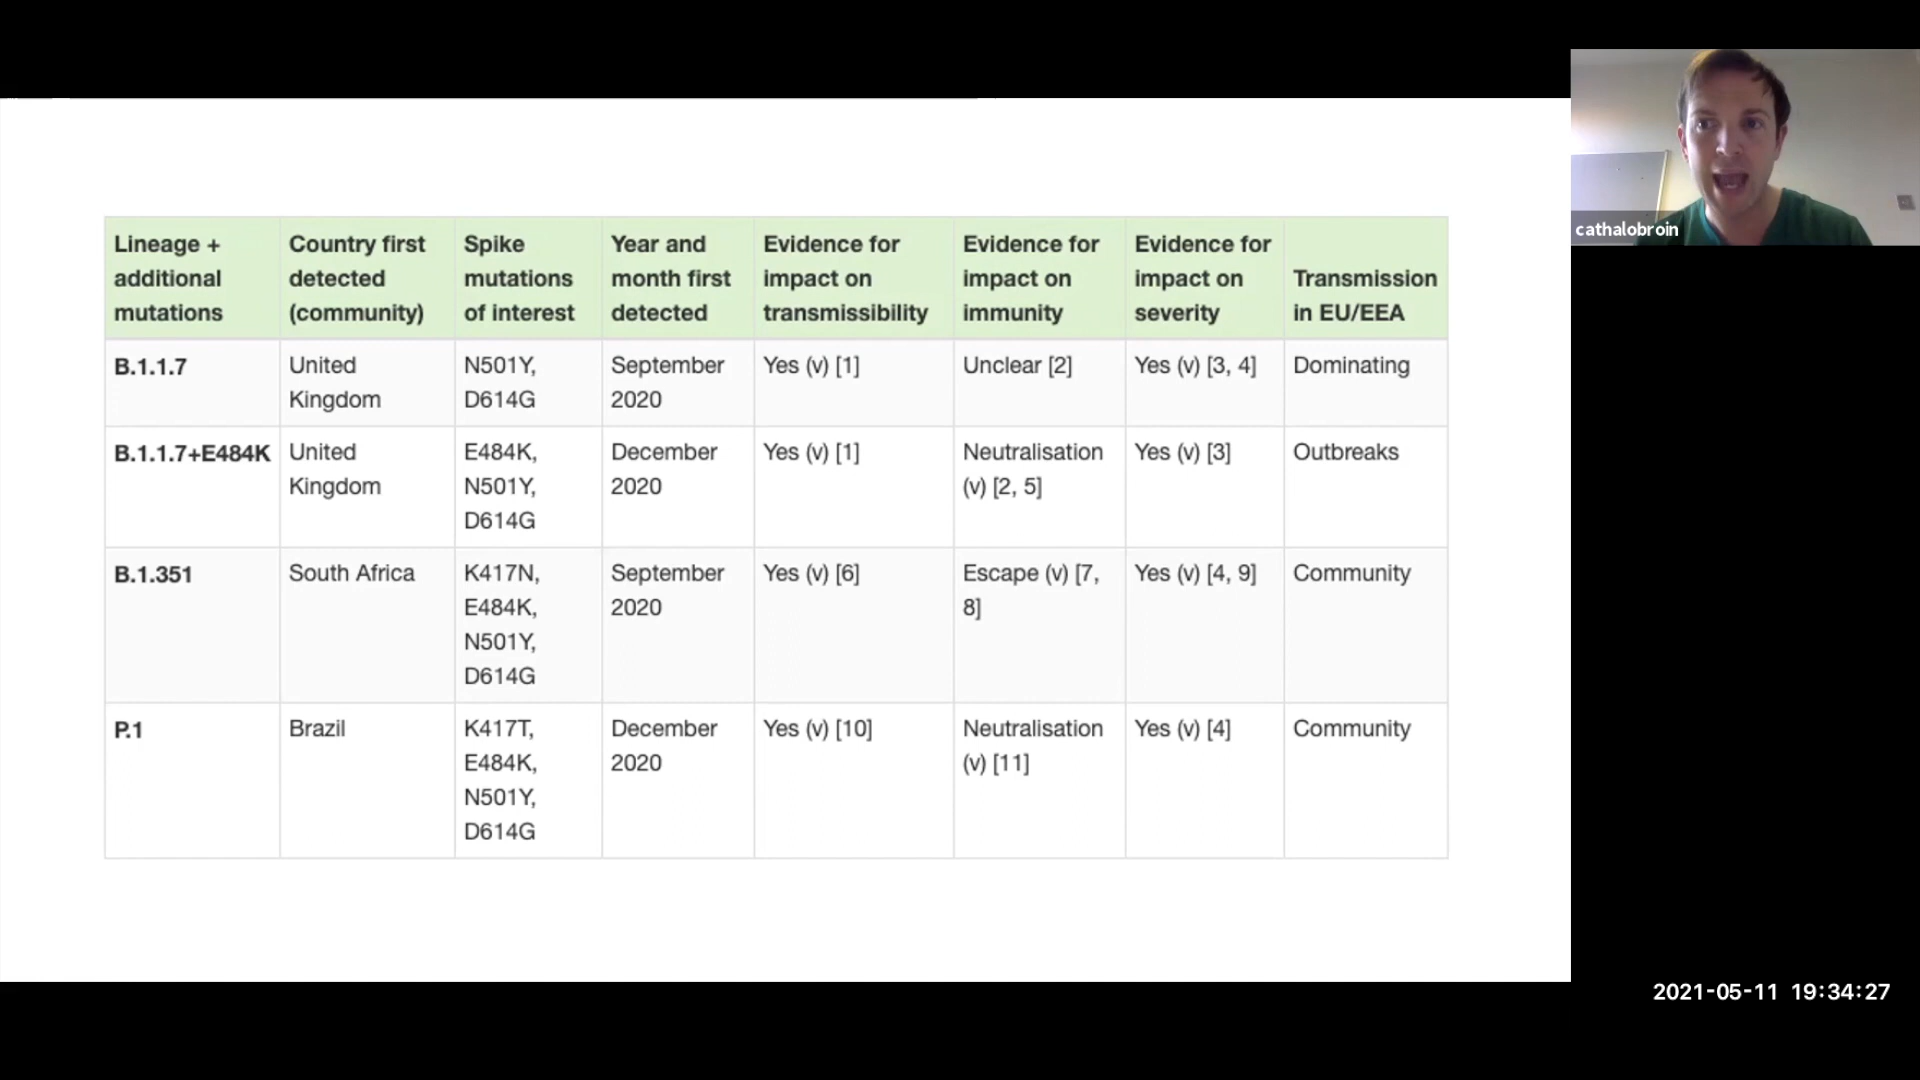 cathalobroin
Lineage + additional mutations
Country first detected (community)
Spike mutations of interest
Year and month first detected
Evidence for impact on transmissibility
Evidence for impact on immunity
Evidence for impact on severity
Transmission in EU/EEA
B.1.1.7
United Kingdom
N501Y, D614G
September 2020
Yes (v) [1]
Unclear [2]
Yes (v) [3, 4]
Dominating
B.1.1.7+E484K
United Kingdom
E484K, N501Y, D614G
December 2020
Yes (v) [1]
Neutralisation (v) [2, 5]
Yes (v) [3]
Outbreaks
B.1.351
South Africa
K417N, E484K, N501Y, D614G
September 2020
Yes (v) [6]
Escape (v) [7, 8]
Yes (v) [4, 9]
Community
P.1
Brazil
K417T, E484K, N501Y, D614G
December 2020
Yes (v) [10]
Neutralisation (v) [11]
Yes (v) [4]
Community
2021-05-11 19:34:27